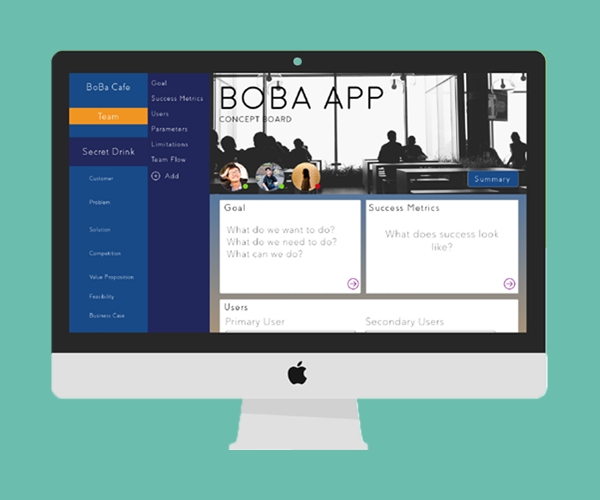 BoBa Cafe
Team
Secret Drink
Customer
Problem
Solution
Competition
Value Proposition
Feasibility
Business Case
Goal
Success Metrics
Users
Parameters
Limitations
Team Flow
Add
BOBA APP
CONCEPT BOARD
Summary
Goal
What do we want to do?
What do we need to do?
What can we do?
Success Metrics
What does success look
like?
Users
Primary User
Secondary Users